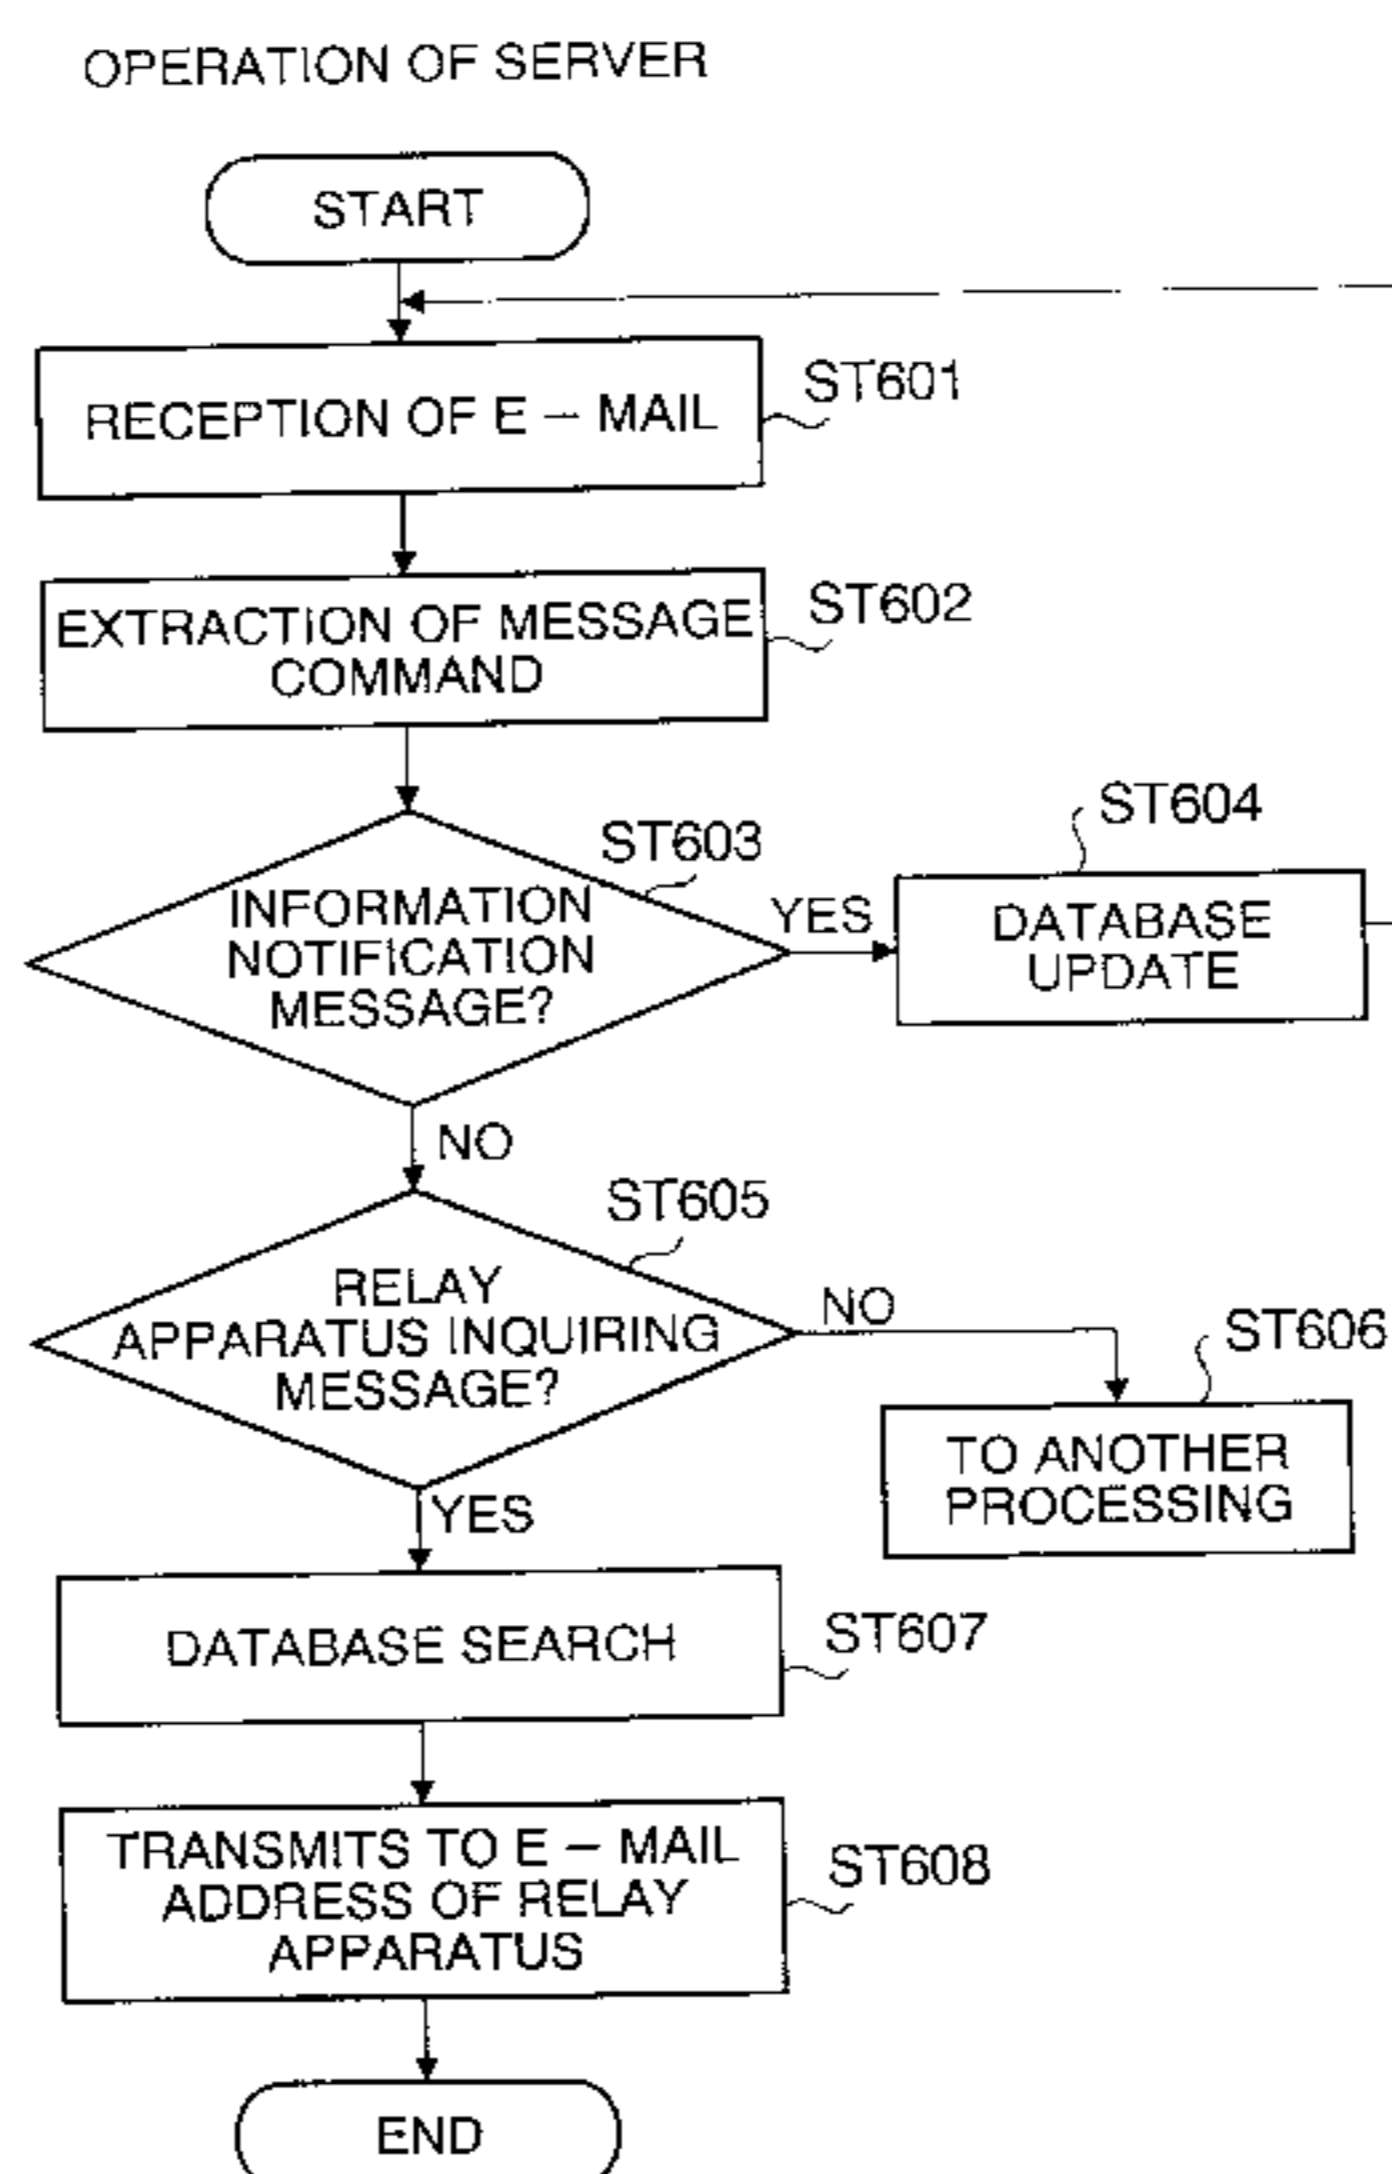 OPERATION OF SERVER
START
RECEPTION OF E – MAIL
ST601
EXTRACTION OF MESSAGE
COMMAND
ST602
INFORMATION
NOTIFICATION
MESSAGE?
ST603
YES
DATABASE
UPDATE
ST604
NO
RELAY
APPARATUS INQUIRING
MESSAGE?
ST605
NO
TO ANOTHER
PROCESSING
ST606
YES
DATABASE SEARCH
ST607
TRANSMITS TO E – MAIL
ADDRESS OF RELAY
APPARATUS
ST608
END